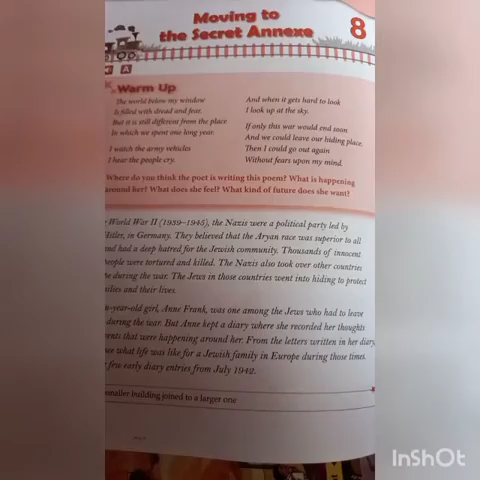 Moving to
the Secret Annexe
8
A
Warm Up
The world below my window
Is filled with dread and fear.
But it is still different from the place
In which we spent one long year.
I watch the army vehicles
I hear the people cry.
And when it gets hard to look
I look up at the sky.
If only this war would end soon
And we could leave our hiding place.
Then I could go out again
Without fears upon my mind.
Where do you think the poet is writing this poem? What is happening
around her? What does she feel? What kind of future does she want?
World War II (1939–1945), the Nazis were a political party led by
Hitler, in Germany. They believed that the Aryan race was superior to all
had a deep hatred for the Jewish community. Thousands of innocent
people were tortured and killed. The Nazis also took over other countries
during the war. The Jews in those countries went into hiding to protect
and their lives.
-year-old girl, Anne Frank, was one among the Jews who had to leave
during the war. But Anne kept a diary where she recorded her thoughts
that were happening around her. From the letters written in her diary,
what life was like for a Jewish family in Europe during those times.
few early diary entries from July 1942.
smaller building joined to a larger one
InShOt